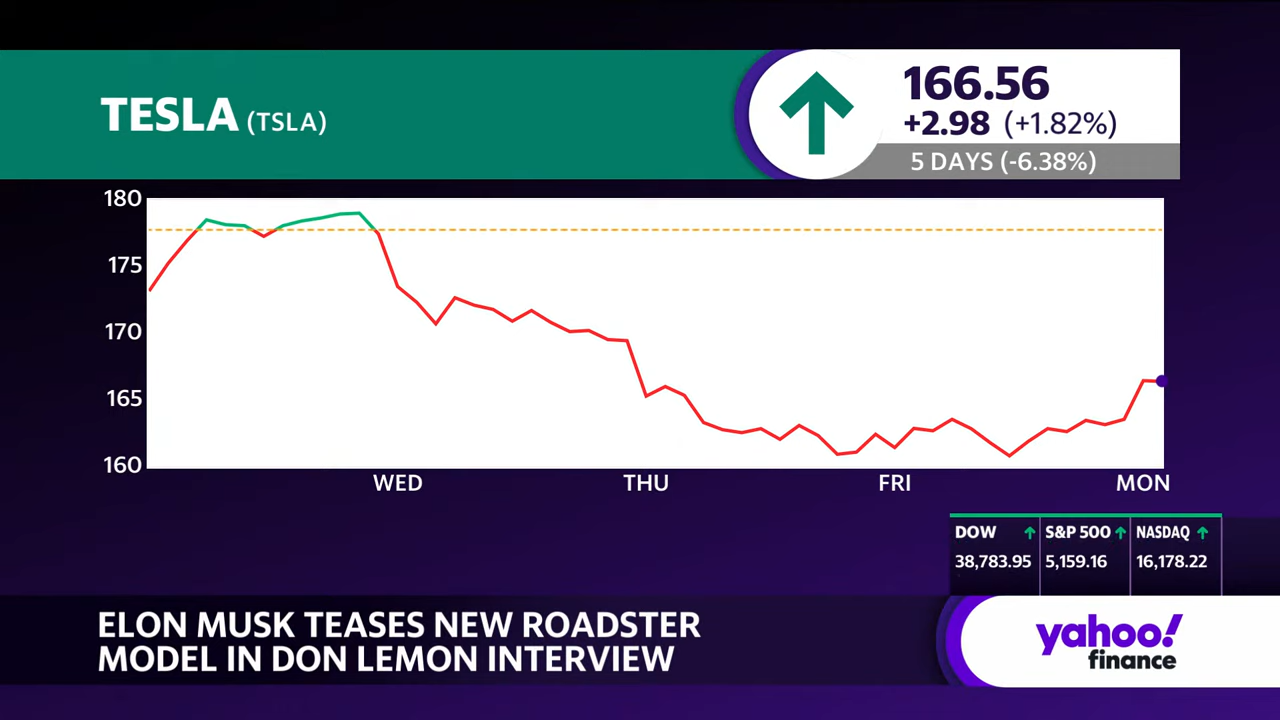 TESLA (TSLA)
166.56
+2.98 (+1.82%)
5 DAYS (-6.38%)
180
175
170
165
160
WED THU FRI MON
DOW S&P 500 NASDAQ
38,783.95 5,159.16 16,178.22
ELON MUSK TEASES NEW ROADSTER
MODEL IN DON LEMON INTERVIEW
yahoo!
finance